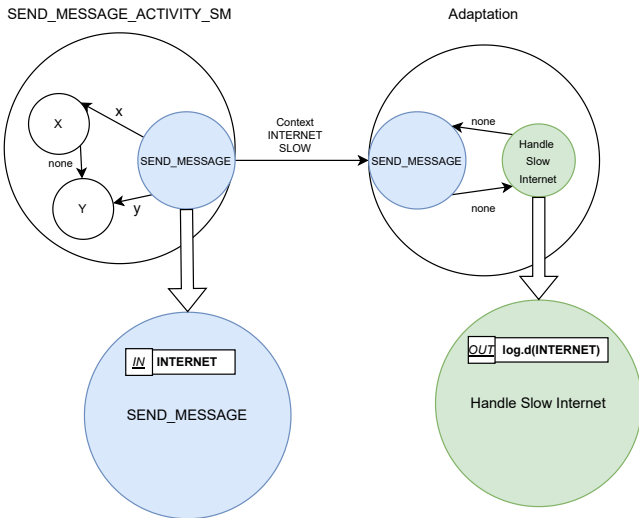 SEND_MESSAGE_ACTIVITY_SM
Adaptation
X
x
none
SEND_MESSAGE
Y
y
Context
INTERNET
SLOW
SEND_MESSAGE
none
Handle
Slow
Internet
none
IN INTERNET
SEND_MESSAGE
OUT log.d(INTERNET)
Handle Slow Internet